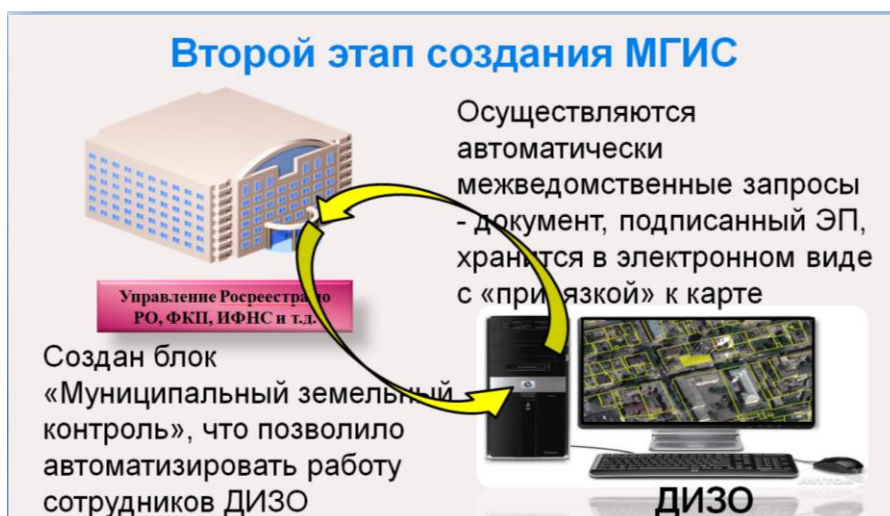 Второй этап создания МГИС
Осуществляются
автоматически
межведомственные запросы
- документ, подписанный ЭП,
хранится в электронном виде
с «привязкой» к карте
Управление Росреестра по
РО, ФКП, ИФНС и т.д.
Создан блок
«Муниципальный земельный
контроль», что позволило
автоматизировать работу
сотрудников ДИЗО
ДИЗО